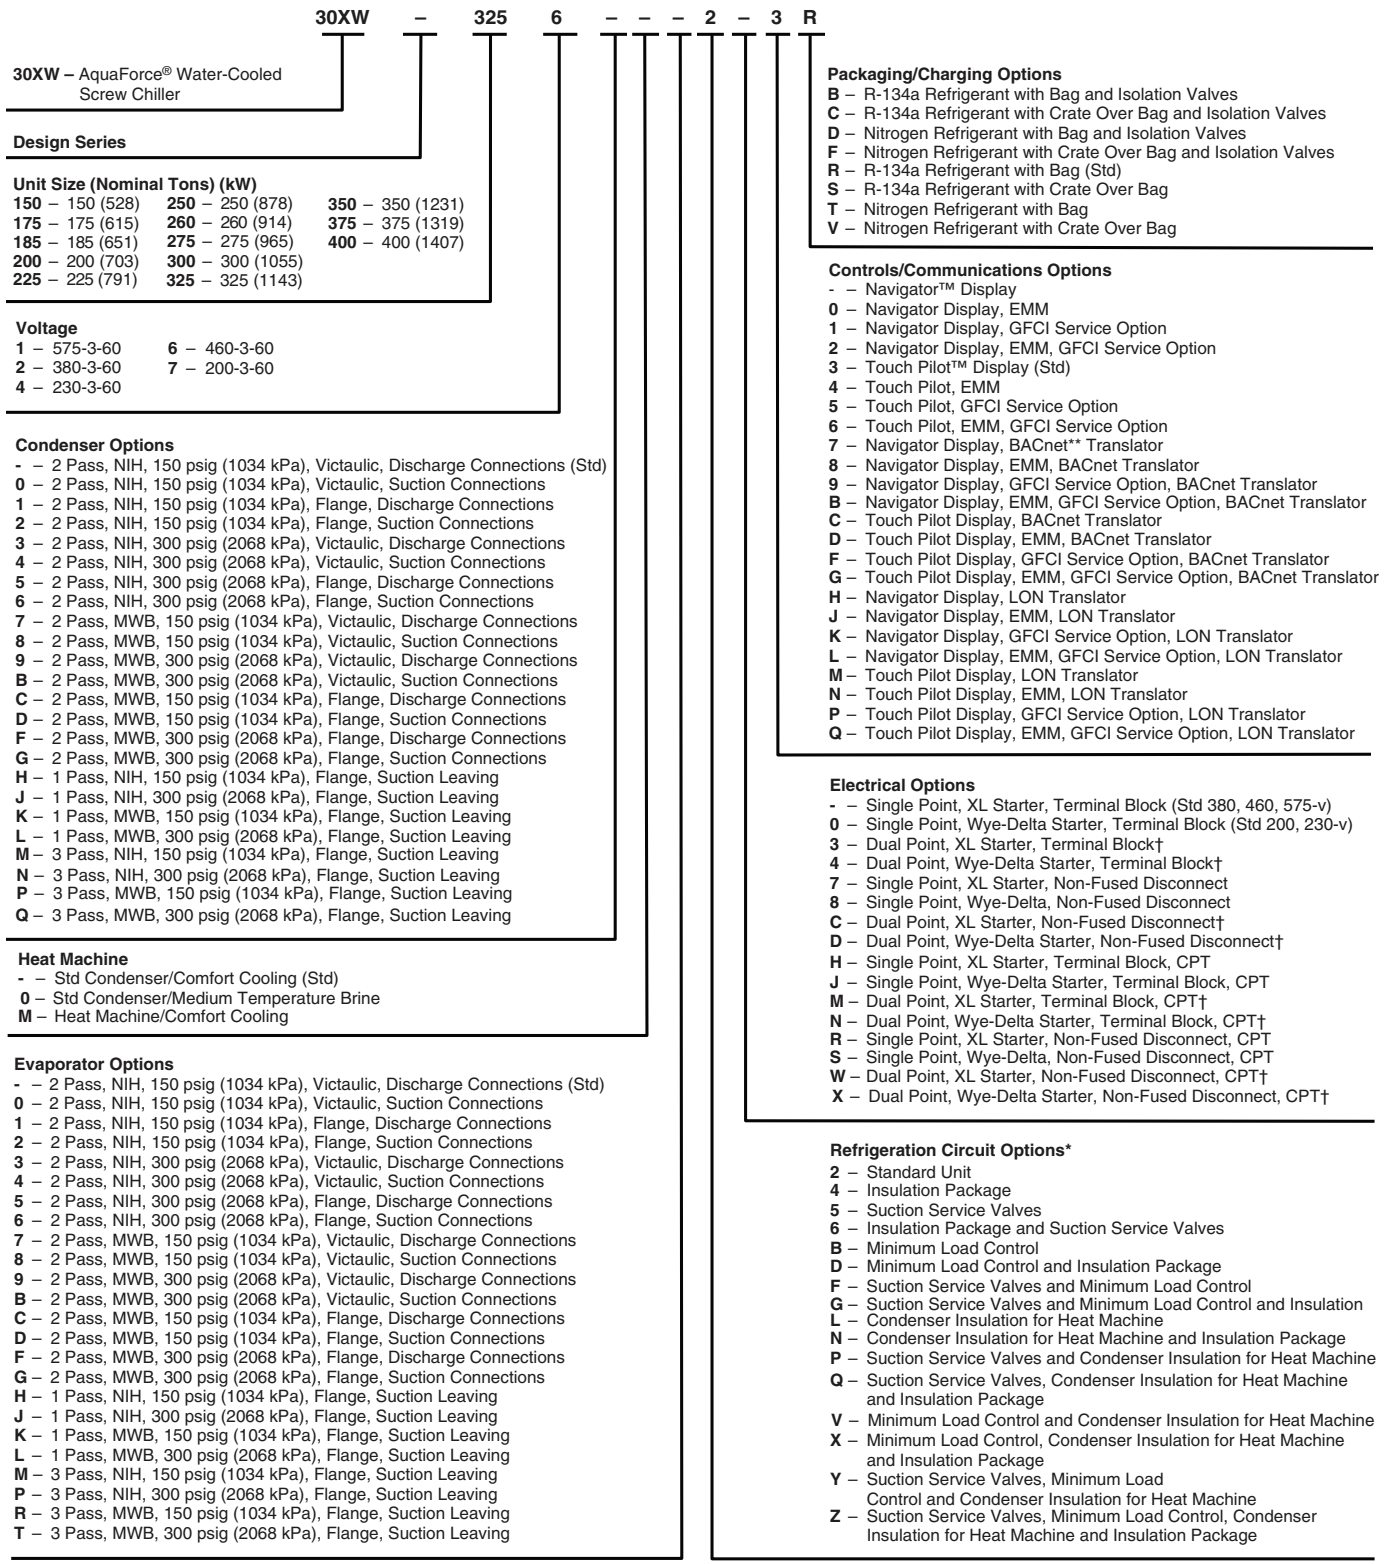 30XW – 325 6 – – – 2 – 3 R
30XW – AquaForce® Water-Cooled
Screw Chiller
Design Series
Unit Size (Nominal Tons) (kW)
150 – 150 (528) 250 – 250 (878) 350 – 350 (1231)
175 – 175 (615) 260 – 260 (914) 375 – 375 (1319)
185 – 185 (651) 275 – 275 (965) 400 – 400 (1407)
200 – 200 (703) 300 – 300 (1055)
225 – 225 (791) 325 – 325 (1143)
Voltage
1 – 575-3-60 6 – 460-3-60
2 – 380-3-60 7 – 200-3-60
4 – 230-3-60
Condenser Options
- – 2 Pass, NIH, 150 psig (1034 kPa), Victaulic, Discharge Connections (Std)
0 – 2 Pass, NIH, 150 psig (1034 kPa), Victaulic, Suction Connections
1 – 2 Pass, NIH, 150 psig (1034 kPa), Flange, Discharge Connections
2 – 2 Pass, NIH, 150 psig (1034 kPa), Flange, Suction Connections
3 – 2 Pass, NIH, 300 psig (2068 kPa), Victaulic, Discharge Connections
4 – 2 Pass, NIH, 300 psig (2068 kPa), Victaulic, Suction Connections
5 – 2 Pass, NIH, 300 psig (2068 kPa), Flange, Discharge Connections
6 – 2 Pass, NIH, 300 psig (2068 kPa), Flange, Suction Connections
7 – 2 Pass, MWB, 150 psig (1034 kPa), Victaulic, Discharge Connections
8 – 2 Pass, MWB, 150 psig (1034 kPa), Victaulic, Suction Connections
9 – 2 Pass, MWB, 300 psig (2068 kPa), Victaulic, Discharge Connections
B – 2 Pass, MWB, 300 psig (2068 kPa), Victaulic, Suction Connections
C – 2 Pass, MWB, 150 psig (1034 kPa), Flange, Discharge Connections
D – 2 Pass, MWB, 150 psig (1034 kPa), Flange, Suction Connections
F – 2 Pass, MWB, 300 psig (2068 kPa), Flange, Discharge Connections
G – 2 Pass, MWB, 300 psig (2068 kPa), Flange, Suction Connections
H – 1 Pass, NIH, 150 psig (1034 kPa), Flange, Suction Leaving
J – 1 Pass, NIH, 300 psig (2068 kPa), Flange, Suction Leaving
K – 1 Pass, MWB, 150 psig (1034 kPa), Flange, Suction Leaving
L – 1 Pass, MWB, 300 psig (2068 kPa), Flange, Suction Leaving
M – 3 Pass, NIH, 150 psig (1034 kPa), Flange, Suction Leaving
N – 3 Pass, NIH, 300 psig (2068 kPa), Flange, Suction Leaving
P – 3 Pass, MWB, 150 psig (1034 kPa), Flange, Suction Leaving
Q – 3 Pass, MWB, 300 psig (2068 kPa), Flange, Suction Leaving
Heat Machine
- – Std Condenser/Comfort Cooling (Std)
0 – Std Condenser/Medium Temperature Brine
M – Heat Machine/Comfort Cooling
Evaporator Options
- – 2 Pass, NIH, 150 psig (1034 kPa), Victaulic, Discharge Connections (Std)
0 – 2 Pass, NIH, 150 psig (1034 kPa), Victaulic, Suction Connections
1 – 2 Pass, NIH, 150 psig (1034 kPa), Flange, Discharge Connections
2 – 2 Pass, NIH, 150 psig (1034 kPa), Flange, Suction Connections
3 – 2 Pass, NIH, 300 psig (2068 kPa), Victaulic, Discharge Connections
4 – 2 Pass, NIH, 300 psig (2068 kPa), Victaulic, Suction Connections
5 – 2 Pass, NIH, 300 psig (2068 kPa), Flange, Discharge Connections
6 – 2 Pass, NIH, 300 psig (2068 kPa), Flange, Suction Connections
7 – 2 Pass, MWB, 150 psig (1034 kPa), Victaulic, Discharge Connections
8 – 2 Pass, MWB, 150 psig (1034 kPa), Victaulic, Suction Connections
9 – 2 Pass, MWB, 300 psig (2068 kPa), Victaulic, Discharge Connections
B – 2 Pass, MWB, 300 psig (2068 kPa), Victaulic, Suction Connections
C – 2 Pass, MWB, 150 psig (1034 kPa), Flange, Discharge Connections
D – 2 Pass, MWB, 150 psig (1034 kPa), Flange, Suction Connections
F – 2 Pass, MWB, 300 psig (2068 kPa), Flange, Discharge Connections
G – 2 Pass, MWB, 300 psig (2068 kPa), Flange, Suction Connections
H – 1 Pass, NIH, 150 psig (1034 kPa), Flange, Suction Leaving
J – 1 Pass, NIH, 300 psig (2068 kPa), Flange, Suction Leaving
K – 1 Pass, MWB, 150 psig (1034 kPa), Flange, Suction Leaving
L – 1 Pass, MWB, 300 psig (2068 kPa), Flange, Suction Leaving
M – 3 Pass, NIH, 150 psig (1034 kPa), Flange, Suction Leaving
P – 3 Pass, NIH, 300 psig (2068 kPa), Flange, Suction Leaving
R – 3 Pass, MWB, 150 psig (1034 kPa), Flange, Suction Leaving
T – 3 Pass, MWB, 300 psig (2068 kPa), Flange, Suction Leaving
Packaging/Charging Options
B – R-134a Refrigerant with Bag and Isolation Valves
C – R-134a Refrigerant with Crate Over Bag and Isolation Valves
D – Nitrogen Refrigerant with Bag and Isolation Valves
F – Nitrogen Refrigerant with Crate Over Bag and Isolation Valves
R – R-134a Refrigerant with Bag (Std)
S – R-134a Refrigerant with Crate Over Bag
T – Nitrogen Refrigerant with Bag
V – Nitrogen Refrigerant with Crate Over Bag
Controls/Communications Options
- – Navigator™ Display
0 – Navigator Display, EMM
1 – Navigator Display, GFCI Service Option
2 – Navigator Display, EMM, GFCI Service Option
3 – Touch Pilot™ Display (Std)
4 – Touch Pilot, EMM
5 – Touch Pilot, GFCI Service Option
6 – Touch Pilot, EMM, GFCI Service Option
7 – Navigator Display, BACnet** Translator
8 – Navigator Display, EMM, BACnet Translator
9 – Navigator Display, GFCI Service Option, BACnet Translator
B – Navigator Display, EMM, GFCI Service Option, BACnet Translator
C – Touch Pilot Display, BACnet Translator
D – Touch Pilot Display, EMM, BACnet Translator
F – Touch Pilot Display, GFCI Service Option, BACnet Translator
G – Touch Pilot Display, EMM, GFCI Service Option, BACnet Translator
H – Navigator Display, LON Translator
J – Navigator Display, EMM, LON Translator
K – Navigator Display, GFCI Service Option, LON Translator
L – Navigator Display, EMM, GFCI Service Option, LON Translator
M – Touch Pilot Display, LON Translator
N – Touch Pilot Display, EMM, LON Translator
P – Touch Pilot Display, GFCI Service Option, LON Translator
Q – Touch Pilot Display, EMM, GFCI Service Option, LON Translator
Electrical Options
- – Single Point, XL Starter, Terminal Block (Std 380, 460, 575-v)
0 – Single Point, Wye-Delta Starter, Terminal Block (Std 200, 230-v)
3 – Dual Point, XL Starter, Terminal Block†
4 – Dual Point, Wye-Delta Starter, Terminal Block†
7 – Single Point, XL Starter, Non-Fused Disconnect
8 – Single Point, Wye-Delta, Non-Fused Disconnect
C – Dual Point, XL Starter, Non-Fused Disconnect†
D – Dual Point, Wye-Delta Starter, Non-Fused Disconnect†
H – Single Point, XL Starter, Terminal Block, CPT
J – Single Point, Wye-Delta Starter, Terminal Block, CPT
M – Dual Point, XL Starter, Terminal Block, CPT†
N – Dual Point, Wye-Delta Starter, Terminal Block, CPT†
R – Single Point, XL Starter, Non-Fused Disconnect, CPT
S – Single Point, Wye-Delta, Non-Fused Disconnect, CPT
W – Dual Point, XL Starter, Non-Fused Disconnect, CPT†
X – Dual Point, Wye-Delta Starter, Non-Fused Disconnect, CPT†
Refrigeration Circuit Options*
2 – Standard Unit
4 – Insulation Package
5 – Suction Service Valves
6 – Insulation Package and Suction Service Valves
B – Minimum Load Control
D – Minimum Load Control and Insulation Package
F – Suction Service Valves and Minimum Load Control
G – Suction Service Valves and Minimum Load Control and Insulation
L – Condenser Insulation for Heat Machine
N – Condenser Insulation for Heat Machine and Insulation Package
P – Suction Service Valves and Condenser Insulation for Heat Machine
Q – Suction Service Valves, Condenser Insulation for Heat Machine
and Insulation Package
V – Minimum Load Control and Condenser Insulation for Heat Machine
X – Minimum Load Control, Condenser Insulation for Heat Machine
and Insulation Package
Y – Suction Service Valves, Minimum Load
Control and Condenser Insulation for Heat Machine
Z – Suction Service Valves, Minimum Load Control, Condenser
Insulation for Heat Machine and Insulation Package